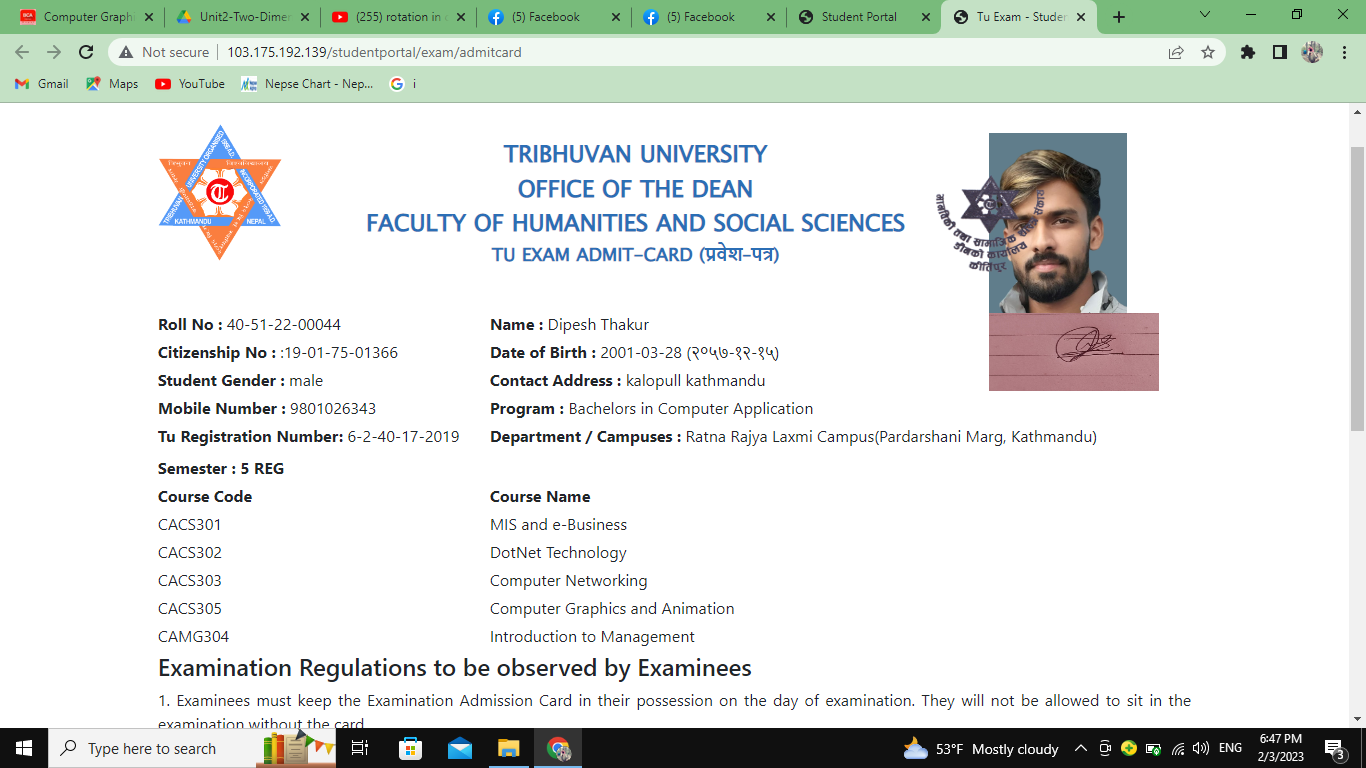 Computer Graphi
Unit2-Two-Dimen
(255) rotation in
(5) Facebook
(5) Facebook
Student Portal
Tu Exam - Studen
Not secure
103.175.192.139/studentportal/exam/admitcard
Gmail
Maps
YouTube
Nepse Chart - Nep...
i
TRIBHUVAN UNIVERSITY
OFFICE OF THE DEAN
FACULTY OF HUMANITIES AND SOCIAL SCIENCES
TU EXAM ADMIT-CARD (प्रवेश-पत्र)
KATHMANDU NEPAL
डीनको कार्यालय
कीर्तिपुर
Roll No : 40-51-22-00044
Name : Dipesh Thakur
Citizenship No : :19-01-75-01366
Date of Birth : 2001-03-28 (२०५७-१२-१५)
Student Gender : male
Contact Address : kalopull kathmandu
Mobile Number : 9801026343
Program : Bachelors in Computer Application
Tu Registration Number: 6-2-40-17-2019
Department / Campuses : Ratna Rajya Laxmi Campus(Pardarshani Marg, Kathmandu)
Semester : 5 REG
Course Code
Course Name
CACS301
MIS and e-Business
CACS302
DotNet Technology
CACS303
Computer Networking
CACS305
Computer Graphics and Animation
CAMG304
Introduction to Management
Examination Regulations to be observed by Examinees
1. Examinees must keep the Examination Admission Card in their possession on the day of examination. They will not be allowed to sit in the
examination without the card
Type here to search
53°F Mostly cloudy
ENG
6:47 PM
2/3/2023
3